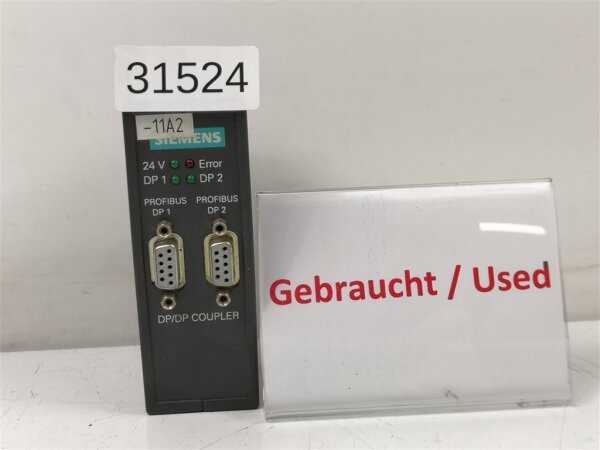 31524
-11A2
SIEMENS
24 V Error
DP 1 DP 2
PROFIBUS PROFIBUS
DP 1 DP 2
DP/DP COUPLER
Gebraucht / Used